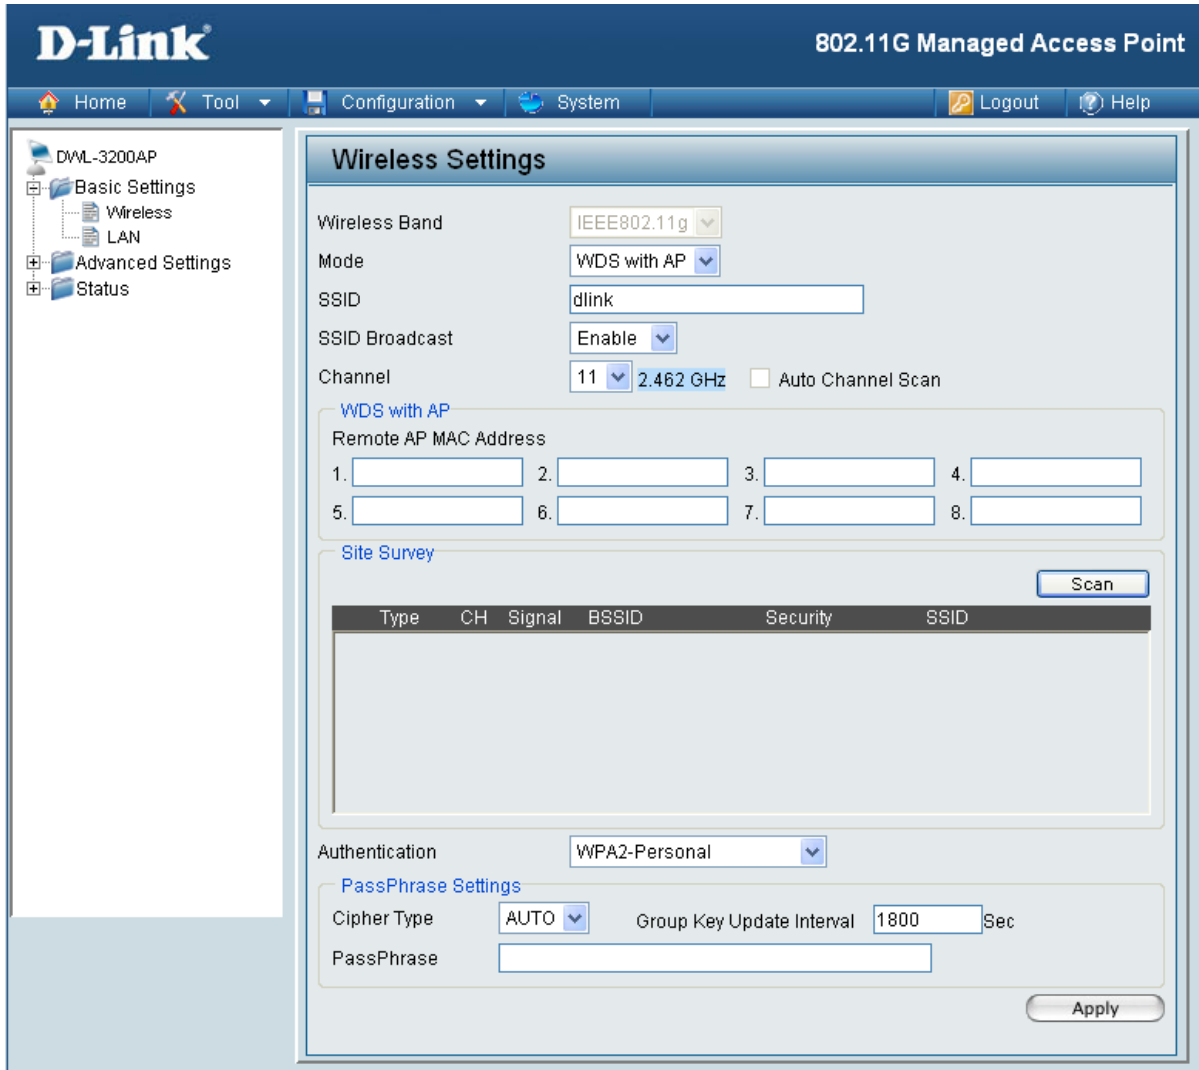 D-Link
802.11G Managed Access Point
Home Tool Configuration System Logout Help
DWL-3200AP
Basic Settings
Wireless
LAN
Advanced Settings
Status
Wireless Settings
Wireless Band IEEE802.11g
Mode WDS with AP
SSID dlink
SSID Broadcast Enable
Channel 11 2.462 GHz Auto Channel Scan
WDS with AP
Remote AP MAC Address
1. 2. 3. 4.
5. 6. 7. 8.
Site Survey
Scan
Type CH Signal BSSID Security SSID
Authentication WPA2-Personal
PassPhrase Settings
Cipher Type AUTO Group Key Update Interval 1800 Sec
PassPhrase
Apply